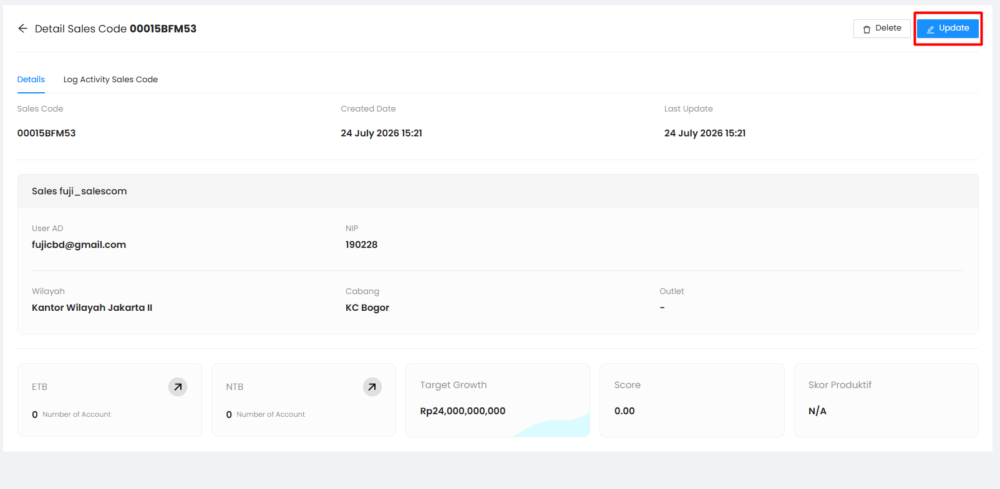 Detail Sales Code 00015BFM53
Delete
Update
Details
Log Activity Sales Code
Sales Code
Created Date
Last Update
00015BFM53
24 July 2026 15:21
24 July 2026 15:21
Sales fuji_salescom
User AD
NIP
fujicbd@gmail.com
190228
Wilayah
Cabang
Outlet
Kantor Wilayah Jakarta II
KC Bogor
-
ETB
0 Number of Account
NTB
0 Number of Account
Target Growth
Rp24,000,000,000
Score
0.00
Skor Produktif
N/A